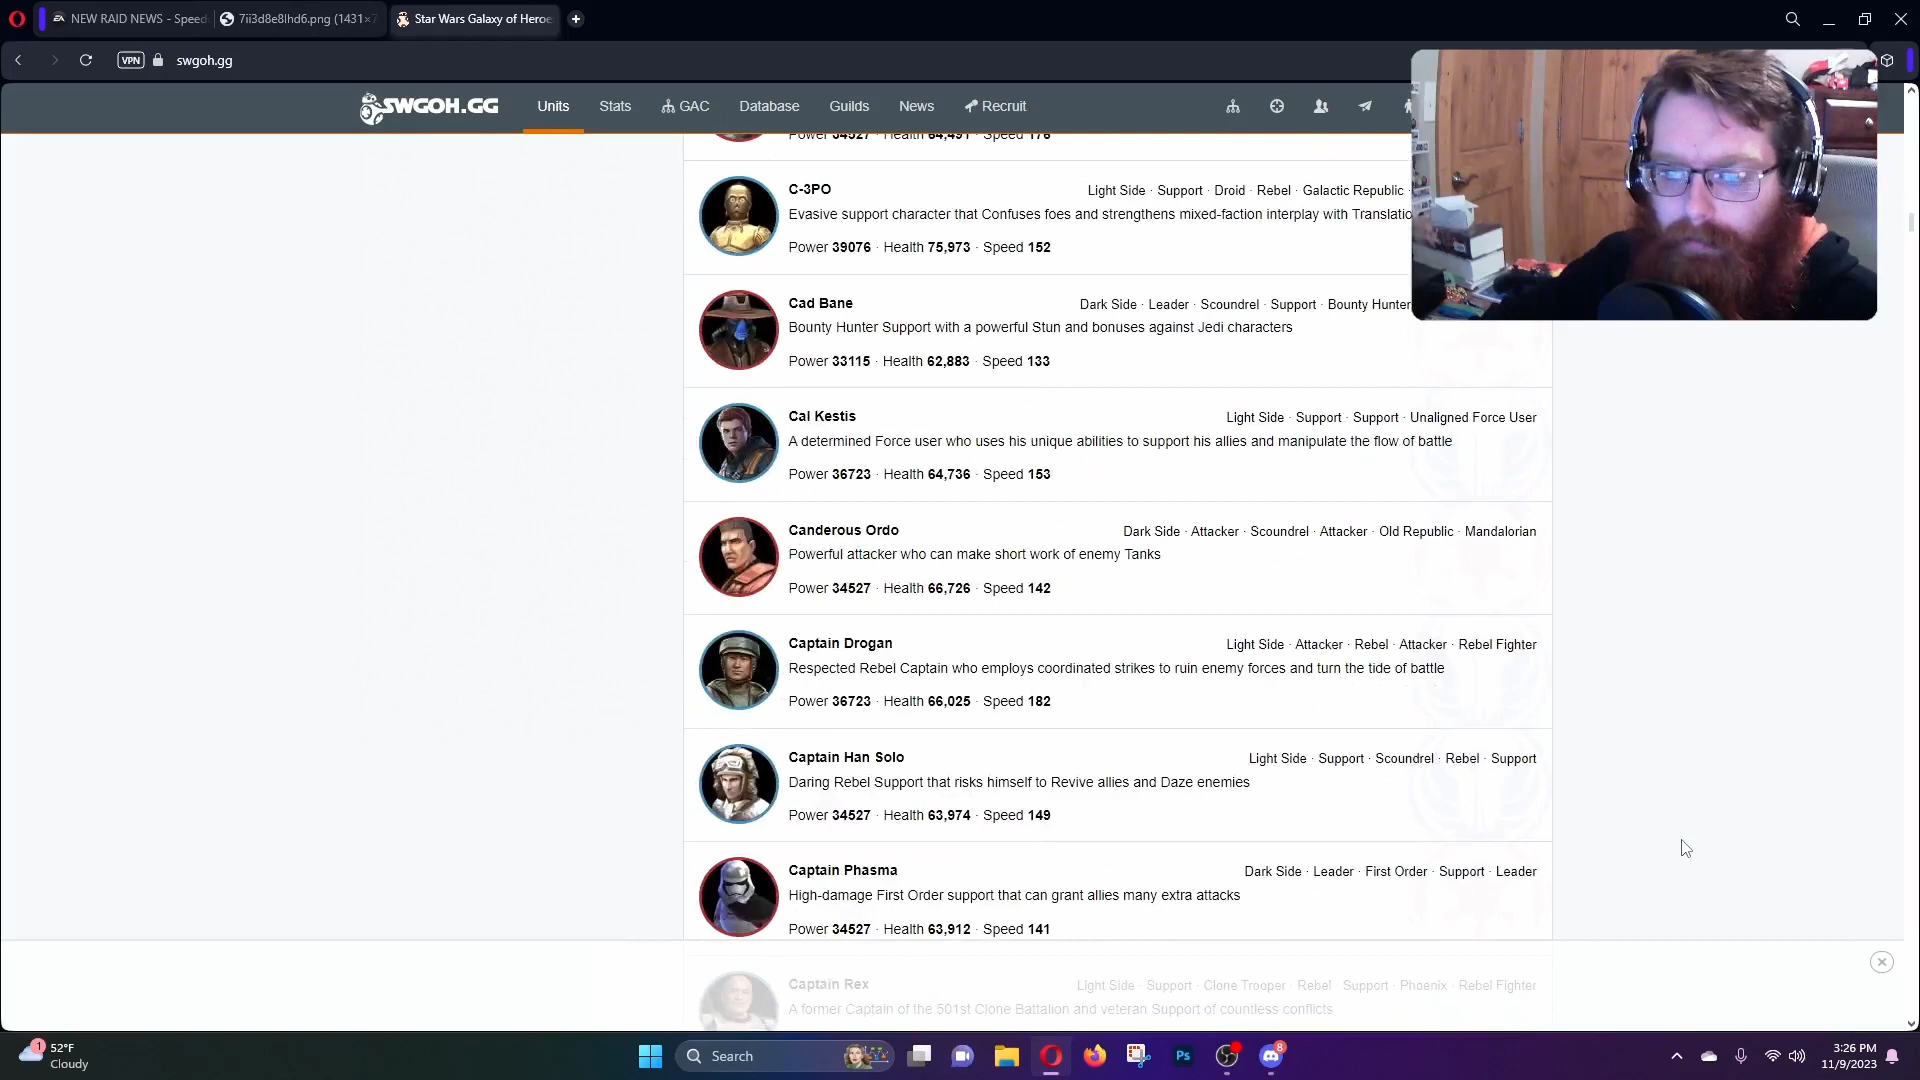 NEW RAID NEWS - Speed
7ii3d8e8lhd6.png (1431×7
Star Wars Galaxy of Heroe
VPN
swgoh.gg
SWGOH.GG
Units
Stats
GAC
Database
Guilds
News
Recruit
Power 34527 · Health 64,491 · Speed 176
C-3PO
Light Side · Support · Droid · Rebel · Galactic Republic ·
Evasive support character that Confuses foes and strengthens mixed-faction interplay with Translatio
Power 39076 · Health 75,973 · Speed 152
Cad Bane
Dark Side · Leader · Scoundrel · Support · Bounty Hunter
Bounty Hunter Support with a powerful Stun and bonuses against Jedi characters
Power 33115 · Health 62,883 · Speed 133
Cal Kestis
Light Side · Support · Support · Unaligned Force User
A determined Force user who uses his unique abilities to support his allies and manipulate the flow of battle
Power 36723 · Health 64,736 · Speed 153
Canderous Ordo
Dark Side · Attacker · Scoundrel · Attacker · Old Republic · Mandalorian
Powerful attacker who can make short work of enemy Tanks
Power 34527 · Health 66,726 · Speed 142
Captain Drogan
Light Side · Attacker · Rebel · Attacker · Rebel Fighter
Respected Rebel Captain who employs coordinated strikes to ruin enemy forces and turn the tide of battle
Power 36723 · Health 66,025 · Speed 182
Captain Han Solo
Light Side · Support · Scoundrel · Rebel · Support
Daring Rebel Support that risks himself to Revive allies and Daze enemies
Power 34527 · Health 63,974 · Speed 149
Captain Phasma
Dark Side · Leader · First Order · Support · Leader
High-damage First Order support that can grant allies many extra attacks
Power 34527 · Health 63,912 · Speed 141
Captain Rex
Light Side · Support · Clone Trooper · Rebel · Support · Phoenix · Rebel Fighter
A former Captain of the 501st Clone Battalion and veteran Support of countless conflicts
1
52°F
Cloudy
Search
Ps
8
3:26 PM
11/9/2023